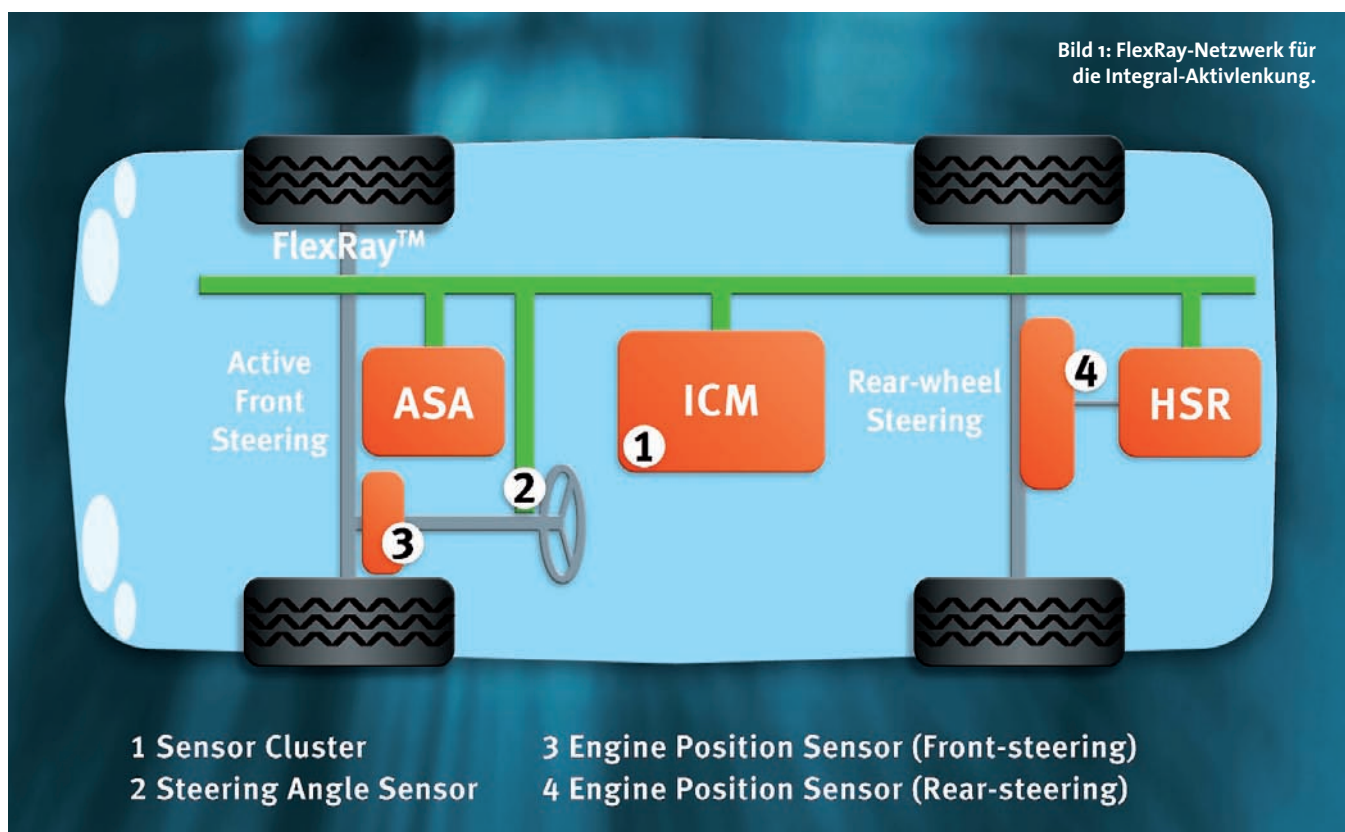 Bild 1: FlexRay-Netzwerk für
die Integral-Aktivlenkung.
FlexRay™
Active
Front
Steering
ASA
ICM
1
Rear-wheel
Steering
4
HSR
2
3
1 Sensor Cluster
2 Steering Angle Sensor
3 Engine Position Sensor (Front-steering)
4 Engine Position Sensor (Rear-steering)